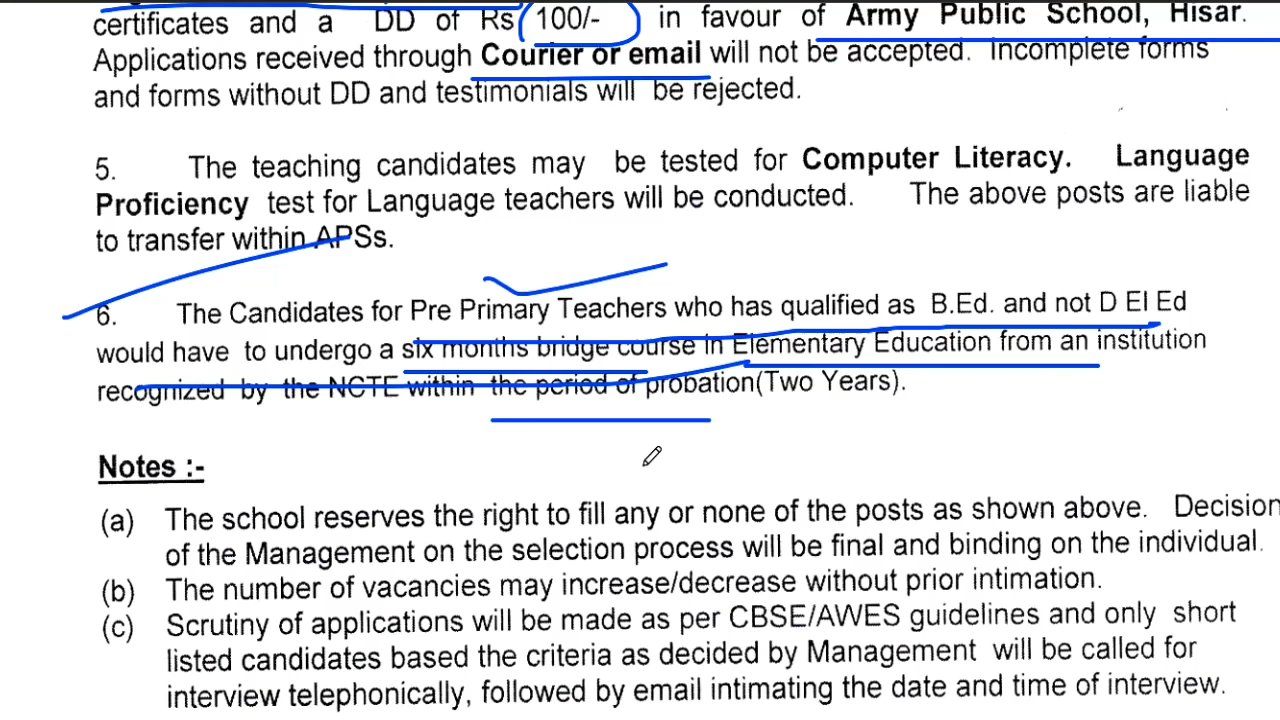 certificates and a DD of Rs 100/- in favour of Army Public School, Hisar.
Applications received through Courier or email will not be accepted. Incomplete forms
and forms without DD and testimonials will be rejected.
5. The teaching candidates may be tested for Computer Literacy. Language
Proficiency test for Language teachers will be conducted. The above posts are liable
to transfer within APSs.
6. The Candidates for Pre Primary Teachers who has qualified as B.Ed. and not D El Ed
would have to undergo a six months bridge course in Elementary Education from an institution
recognized by the NCTE within the period of probation(Two Years).
Notes :-
(a) The school reserves the right to fill any or none of the posts as shown above. Decision
of the Management on the selection process will be final and binding on the individual.
(b) The number of vacancies may increase/decrease without prior intimation.
(c) Scrutiny of applications will be made as per CBSE/AWES guidelines and only short
listed candidates based the criteria as decided by Management will be called for
interview telephonically, followed by email intimating the date and time of interview.